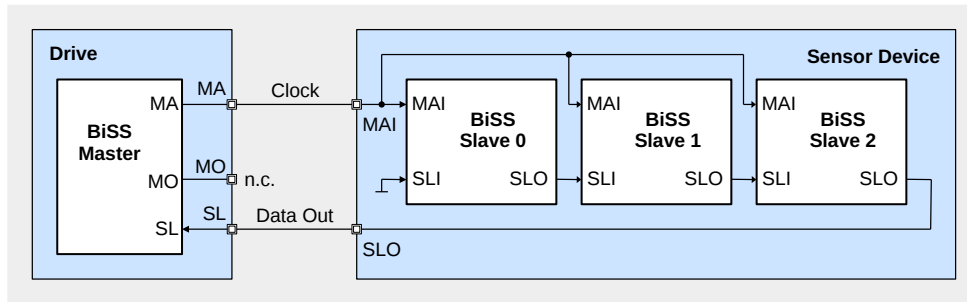 Drive
Sensor Device
MA
MA
Clock
MAI
MAI
MAI
MAI
BiSS
Master
BiSS
Slave 0
BiSS
Slave 1
BiSS
Slave 2
MO
MO
n.c.
SLI
SLO
SLI
SLO
SLI
SLO
SL
SL
Data Out
SLO